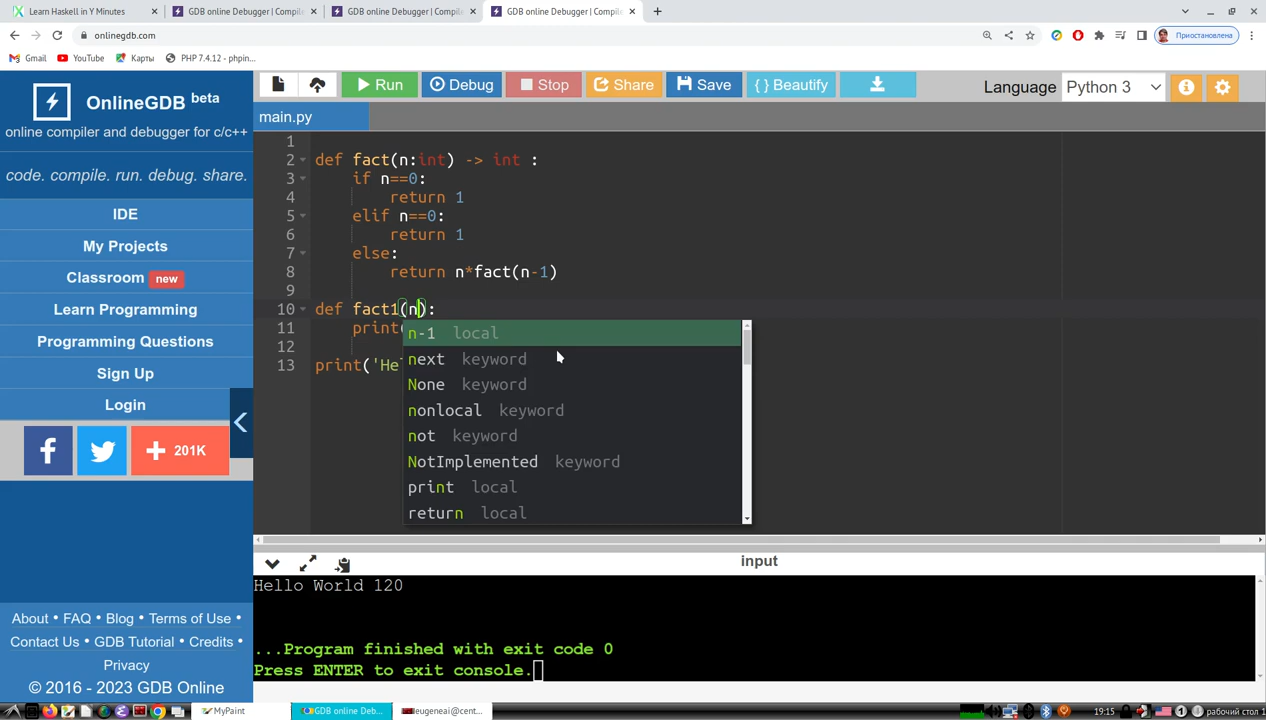 Learn Haskell in Y Minutes
GDB online Debugger | Compile
GDB online Debugger | Compile
GDB online Debugger | Compile
onlinegdb.com
Приостановлена
Gmail
YouTube
Карты
PHP 7.4.12 - phpin...
OnlineGDB beta
online compiler and debugger for c/c++
code. compile. run. debug. share.
IDE
My Projects
Classroom new
Learn Programming
Programming Questions
Sign Up
Login
201K
About • FAQ • Blog • Terms of Use •
Contact Us • GDB Tutorial • Credits •
Privacy
© 2016 - 2023 GDB Online
Run
Debug
Stop
Share
Save
{ } Beautify
Language
Python 3
main.py
1
2 def fact(n:int) -> int :
3 if n==0:
4 return 1
5 elif n==0:
6 return 1
7 else:
8 return n*fact(n-1)
9
10 def fact1(n):
11 print(
12
13 print('He
n-1 local
next keyword
None keyword
nonlocal keyword
not keyword
NotImplemented keyword
print local
return local
input
Hello World 120
...Program finished with exit code 0
Press ENTER to exit console.
MyPaint
GDB online Deb...
eugeneai@cent...
19:15
рабочий стол 1